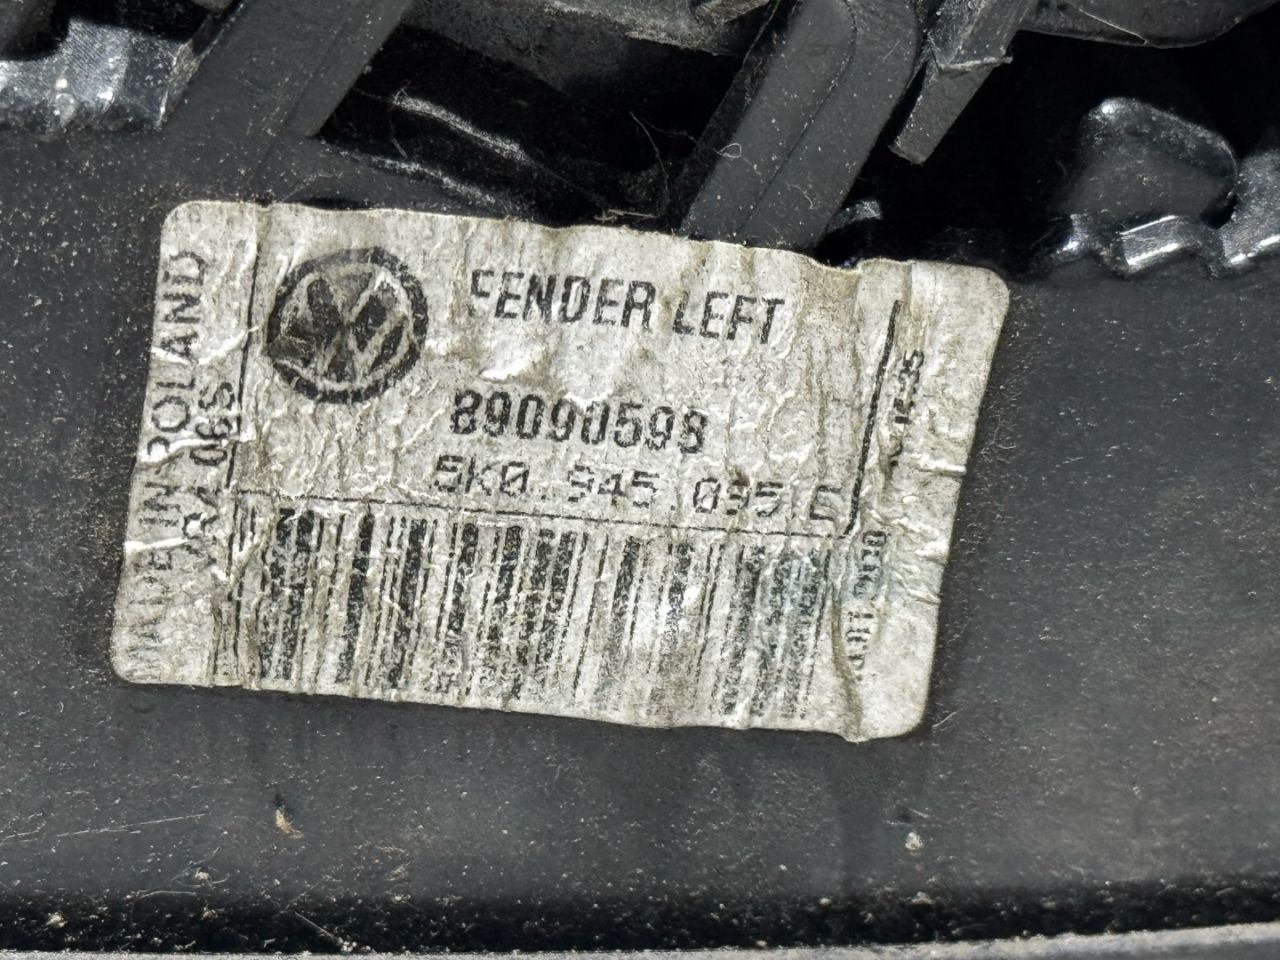 FENDER LEFT
89090598
5K0.945.095.E
MADE IN POLAND